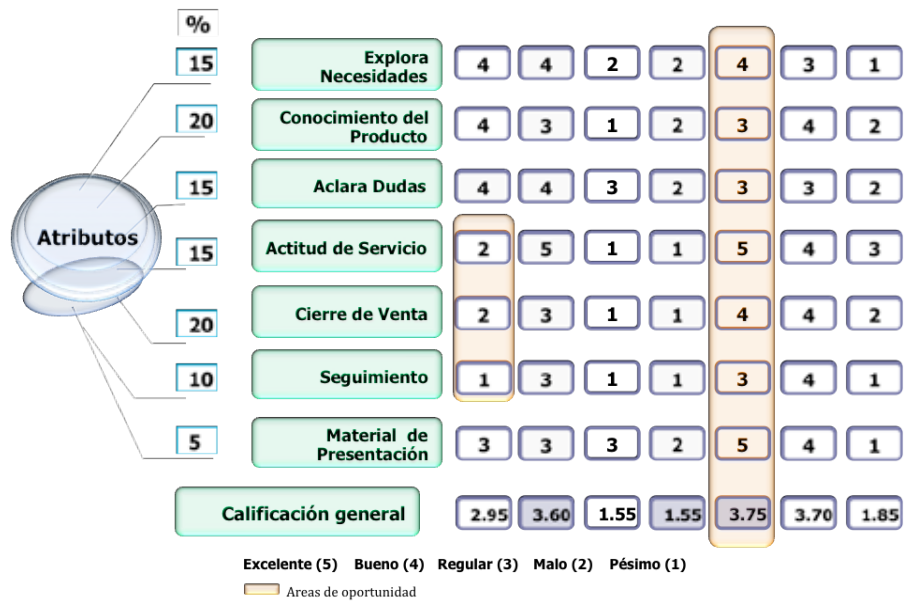 %
15 Explora 4 4 2 2 4 3 1
Necesidades
20 Conocimiento del 4 3 1 2 3 4 2
Producto
15 Aclara Dudas 4 4 3 2 3 3 2
Atributos
15 Actitud de Servicio 2 5 1 1 5 4 3
20 Cierre de Venta 2 3 1 1 4 4 2
10 Seguimiento 1 3 1 1 3 4 1
5 Material de 3 3 3 2 5 4 1
Presentación
Calificación general 2.95 3.60 1.55 1.55 3.75 3.70 1.85
Excelente (5) Bueno (4) Regular (3) Malo (2) Pésimo (1)
Areas de oportunidad